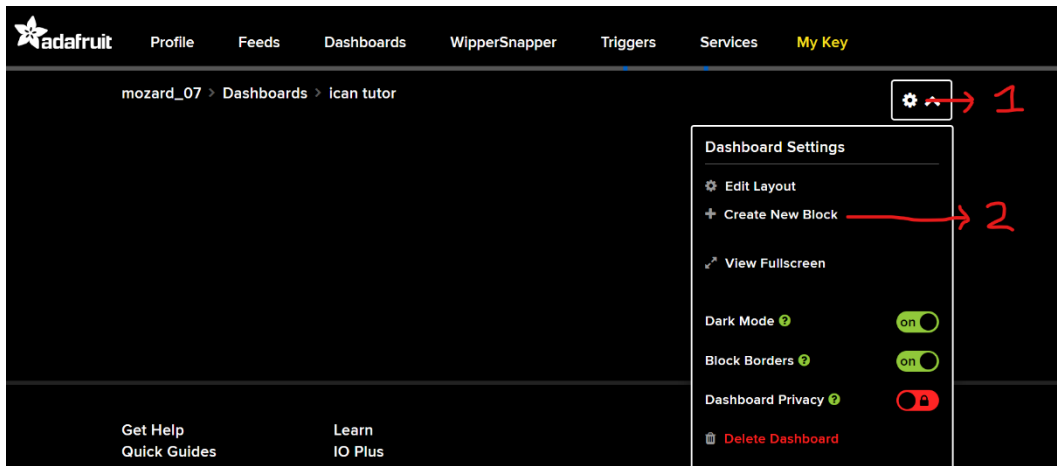 adafruit Profile Feeds Dashboards WipperSnapper Triggers Services My Key
mozard_07 > Dashboards > ican tutor
1
Dashboard Settings
Edit Layout
+ Create New Block
2
View Fullscreen
Dark Mode ? on
Block Borders ? on
Dashboard Privacy ?
Delete Dashboard
Get Help Learn
Quick Guides IO Plus